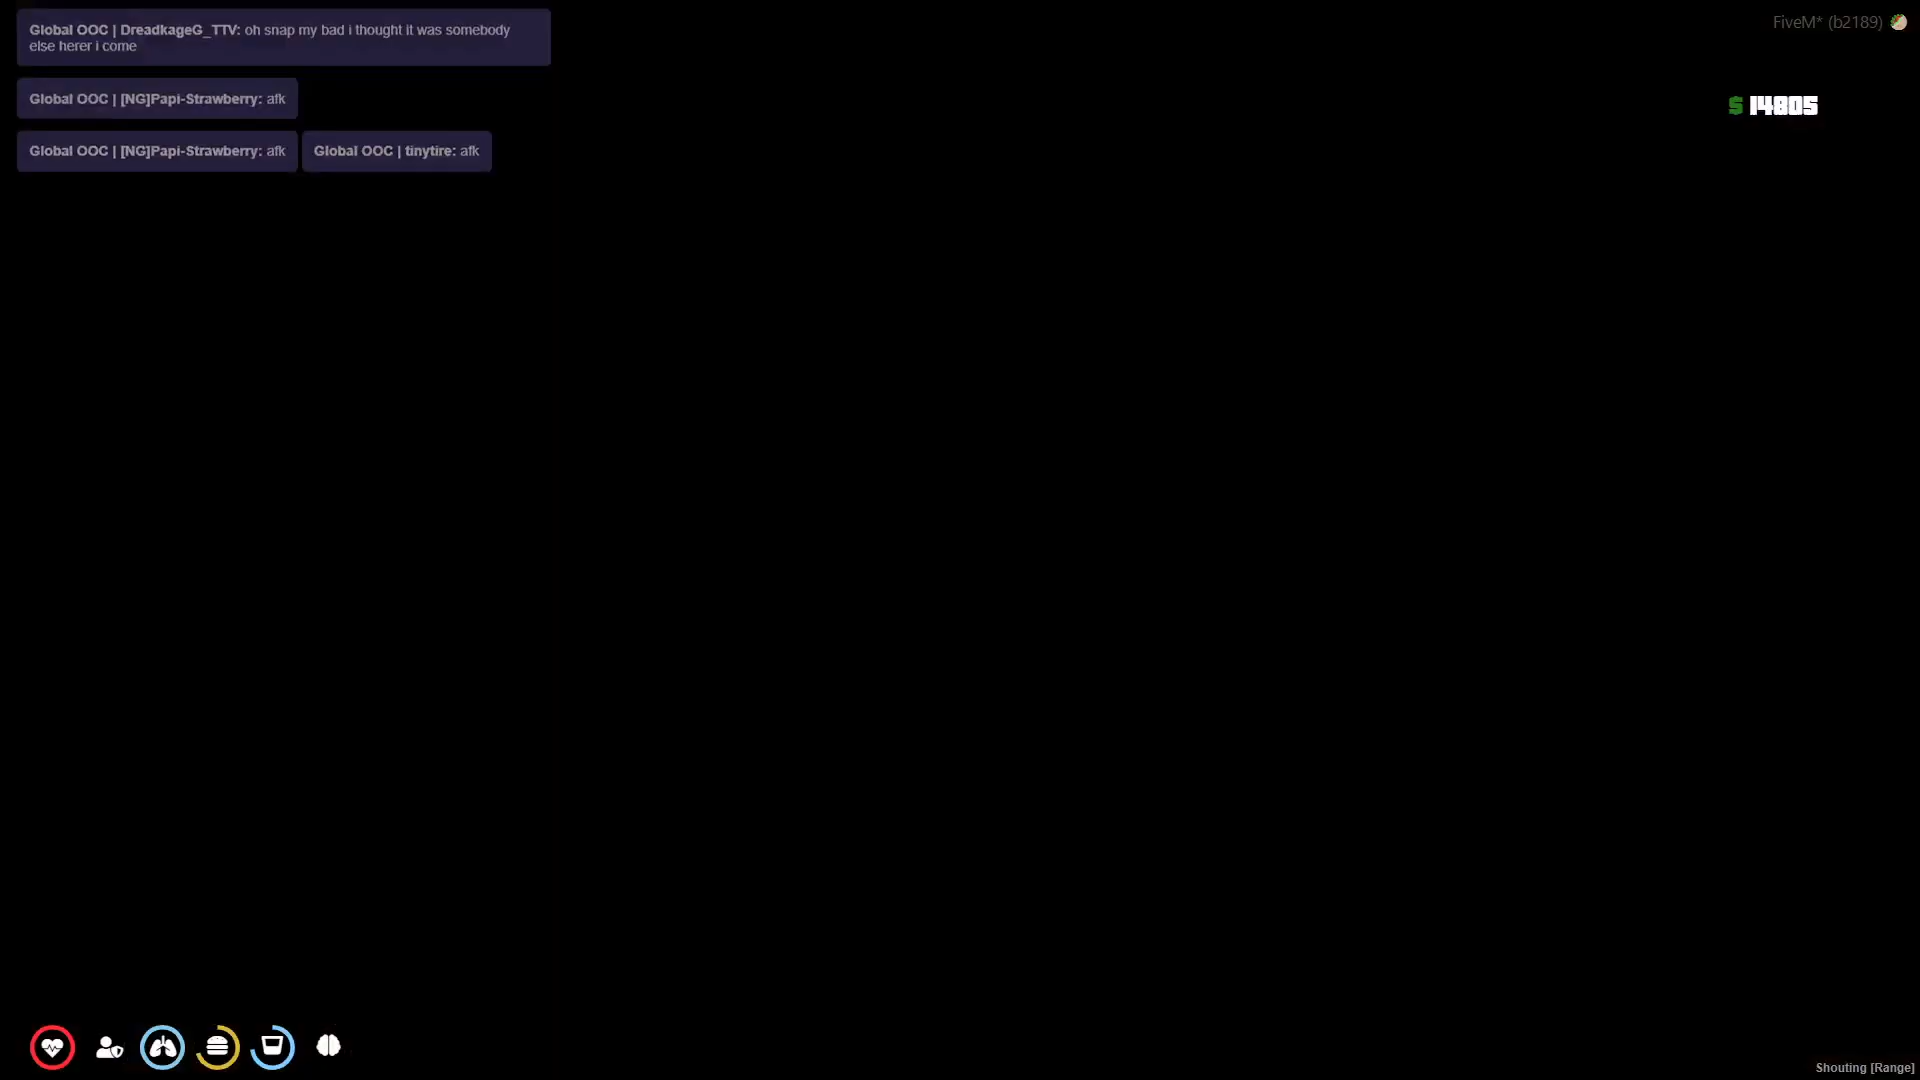 Global OOC | DreadkageG_TTV: oh snap my bad i thought it was somebody
else herer i come
FiveM* (b2189)
Global OOC | [NG]Papi-Strawberry: afk
$ 14805
Global OOC | [NG]Papi-Strawberry: afk
Global OOC | tinytire: afk
Shouting [Range]